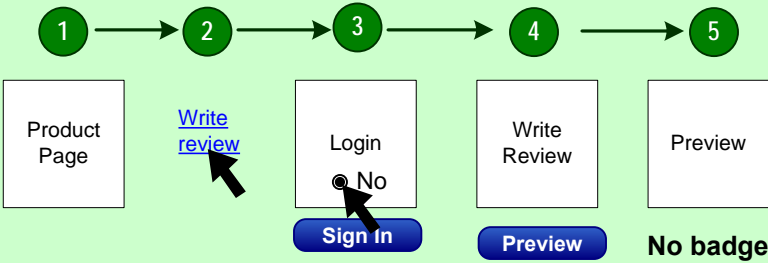 1 2 3 4 5
Product
Page
Write
review
Login
No
Sign In
Write
Review
Preview
Preview
No badge